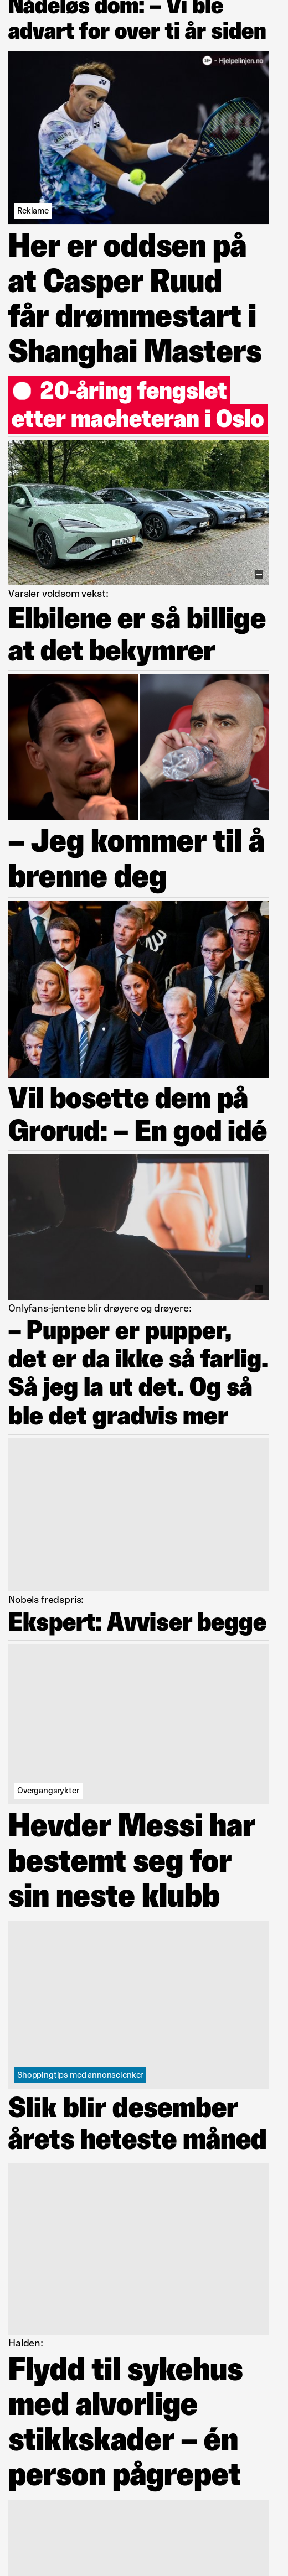 Nådeløs dom: – Vi ble
advart for over ti år siden
18+ - Hjelpelinjen.no
Reklame
Her er oddsen på
at Casper Ruud
får drømmestart i
Shanghai Masters
20-åring fengslet
etter macheteran i Oslo
Varsler voldsom vekst:
Elbilene er så billige
at det bekymrer
– Jeg kommer til å
brenne deg
Vil bosette dem på
Grorud: – En god idé
Onlyfans-jentene blir drøyere og drøyere:
– Pupper er pupper,
det er da ikke så farlig.
Så jeg la ut det. Og så
ble det gradvis mer
Nobels fredspris:
Ekspert: Avviser begge
Overgangsrykter
Hevder Messi har
bestemt seg for
sin neste klubb
Shoppingtips med annonselenker
Slik blir desember
årets heteste måned
Halden:
Flydd til sykehus
med alvorlige
stikkskader – én
person pågrepet